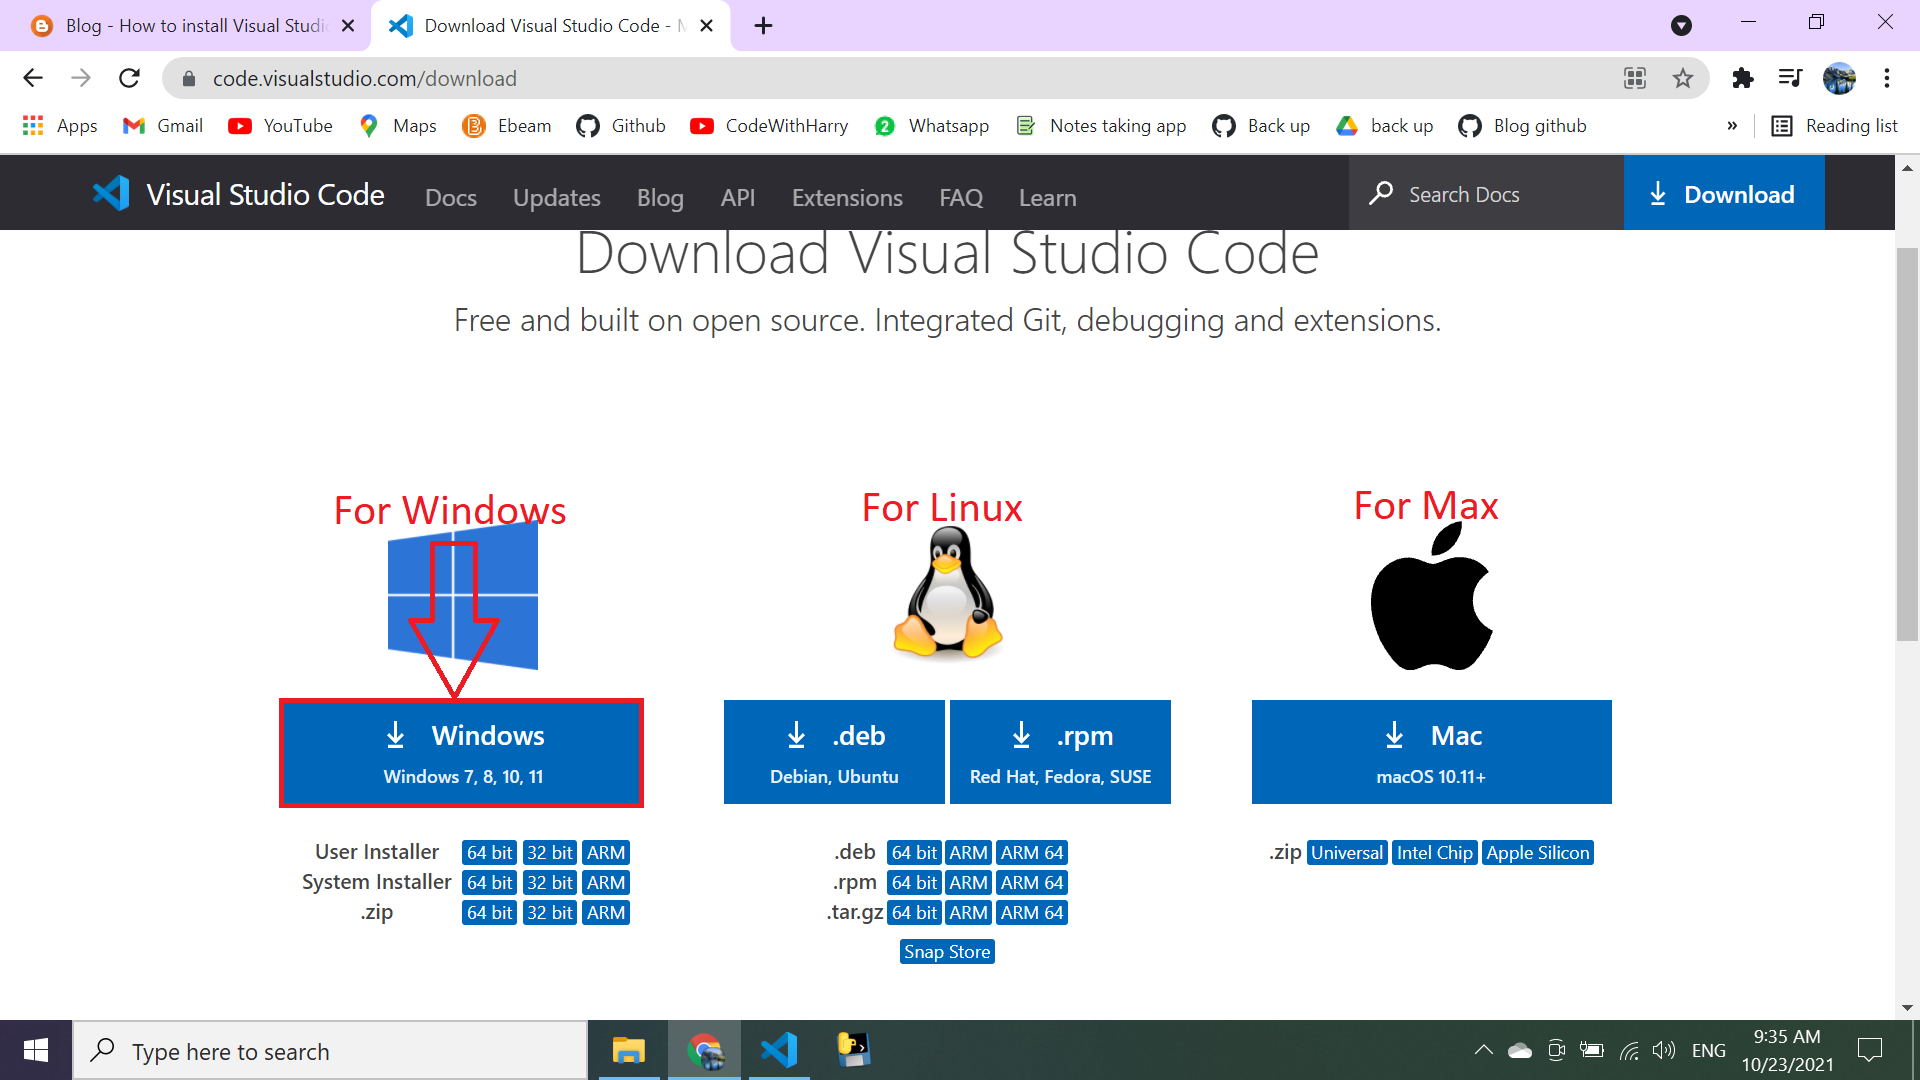 Blog - How to install Visual Studi
Download Visual Studio Code - M
code.visualstudio.com/download
Apps Gmail YouTube Maps Ebeam Github CodeWithHarry Whatsapp Notes taking app Back up back up Blog github » Reading list
Visual Studio Code Docs Updates Blog API Extensions FAQ Learn Search Docs Download
Download Visual Studio Code
Free and built on open source. Integrated Git, debugging and extensions.
For Windows
For Linux
For Max
Windows
Windows 7, 8, 10, 11
.deb
Debian, Ubuntu
.rpm
Red Hat, Fedora, SUSE
Mac
macOS 10.11+
User Installer 64 bit 32 bit ARM
System Installer 64 bit 32 bit ARM
.zip 64 bit 32 bit ARM
.deb 64 bit ARM ARM 64
.rpm 64 bit ARM ARM 64
.tar.gz 64 bit ARM ARM 64
Snap Store
.zip Universal Intel Chip Apple Silicon
Type here to search
ENG
9:35 AM
10/23/2021